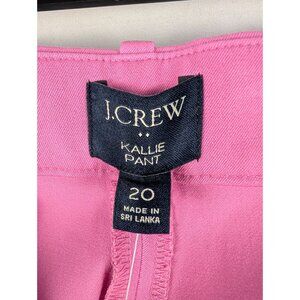 J.CREW
KALLIE
PANT
20
MADE IN
SRI LANKA